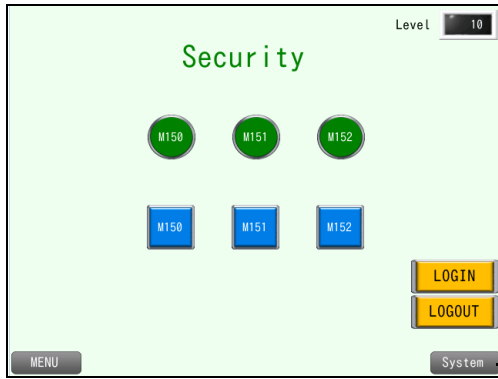 Level 10
Security
M150 M151 M152
M150 M151 M152
LOGIN
LOGOUT
MENU System